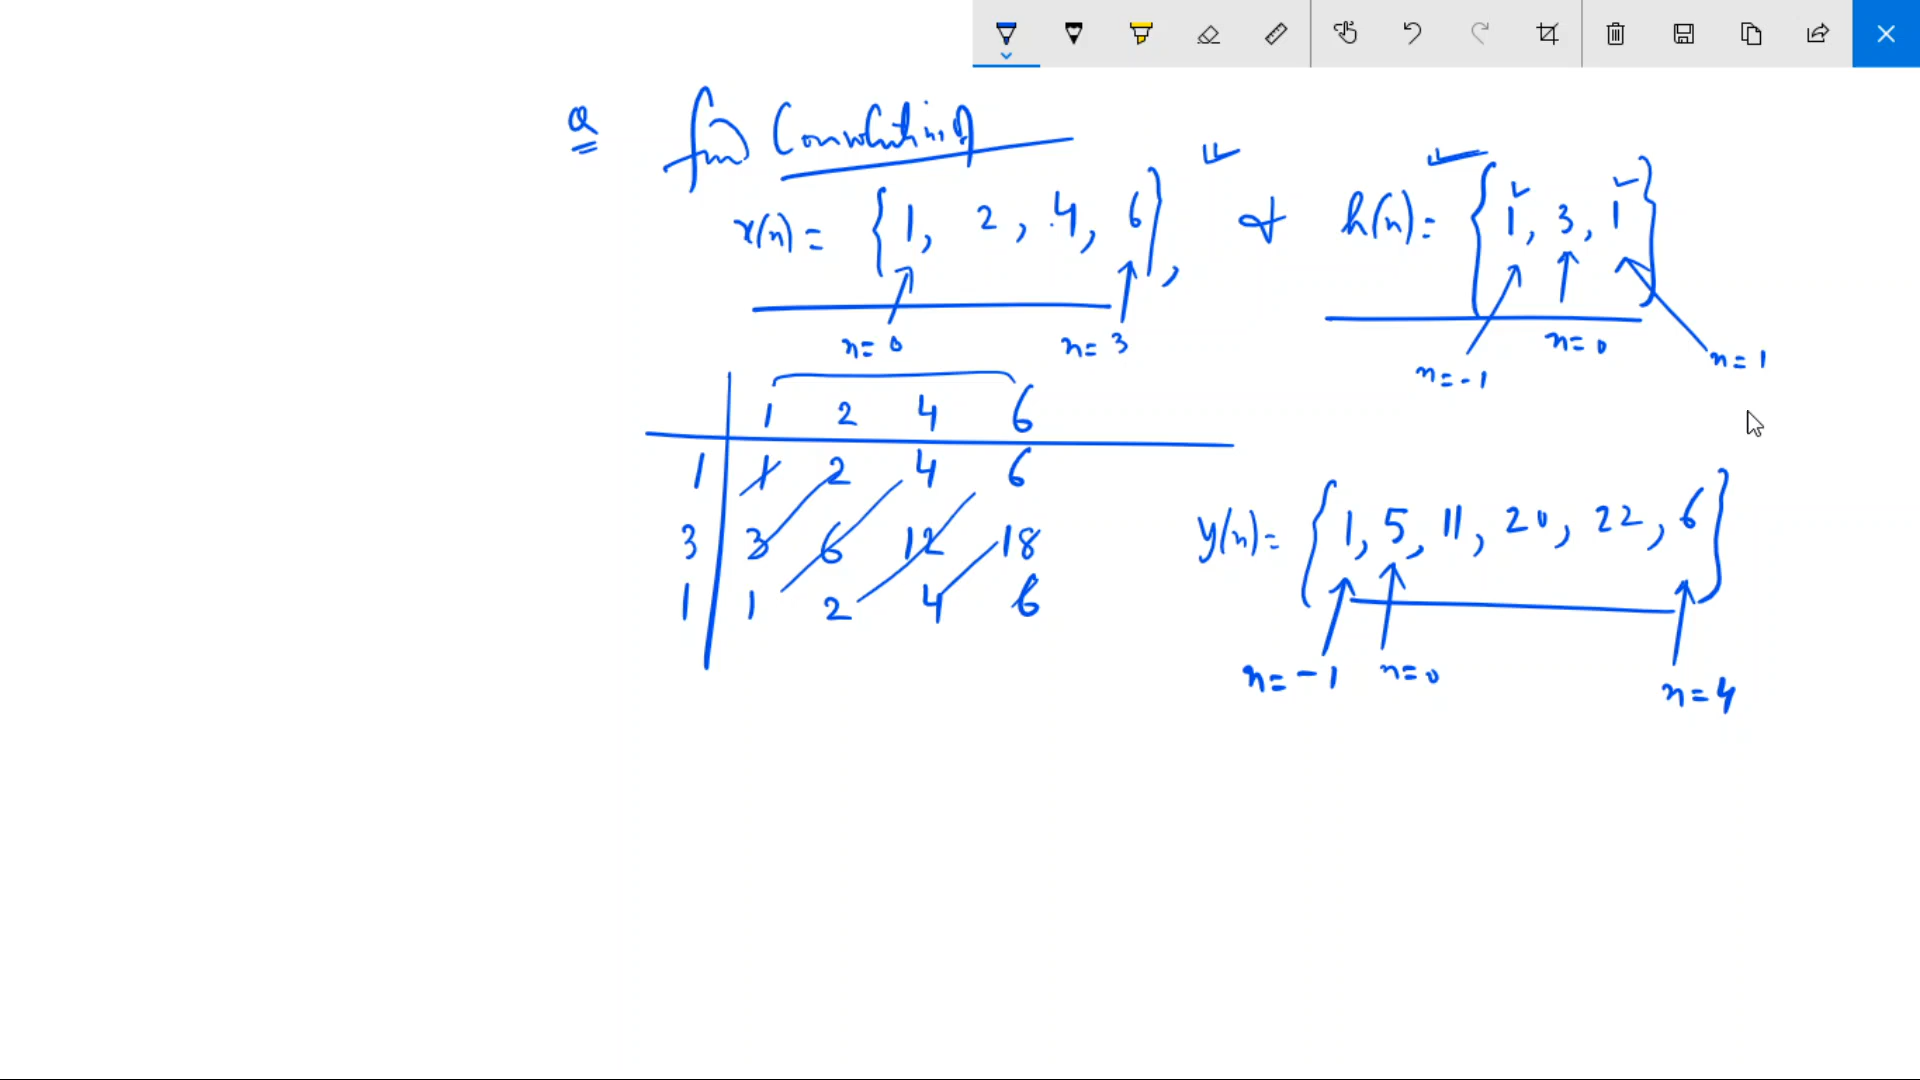 Q find Convolution of
x(n) = {1, 2, 4, 6}, & h(n) = {1, 3, 1}
n=0 n=3 n=-1 n=0 n=1
1 2 4 6
1 1 2 4 6
3 3 6 12 18
1 1 2 4 6
y(n) = {1, 5, 11, 20, 22, 6}
n=-1 n=0 n=4